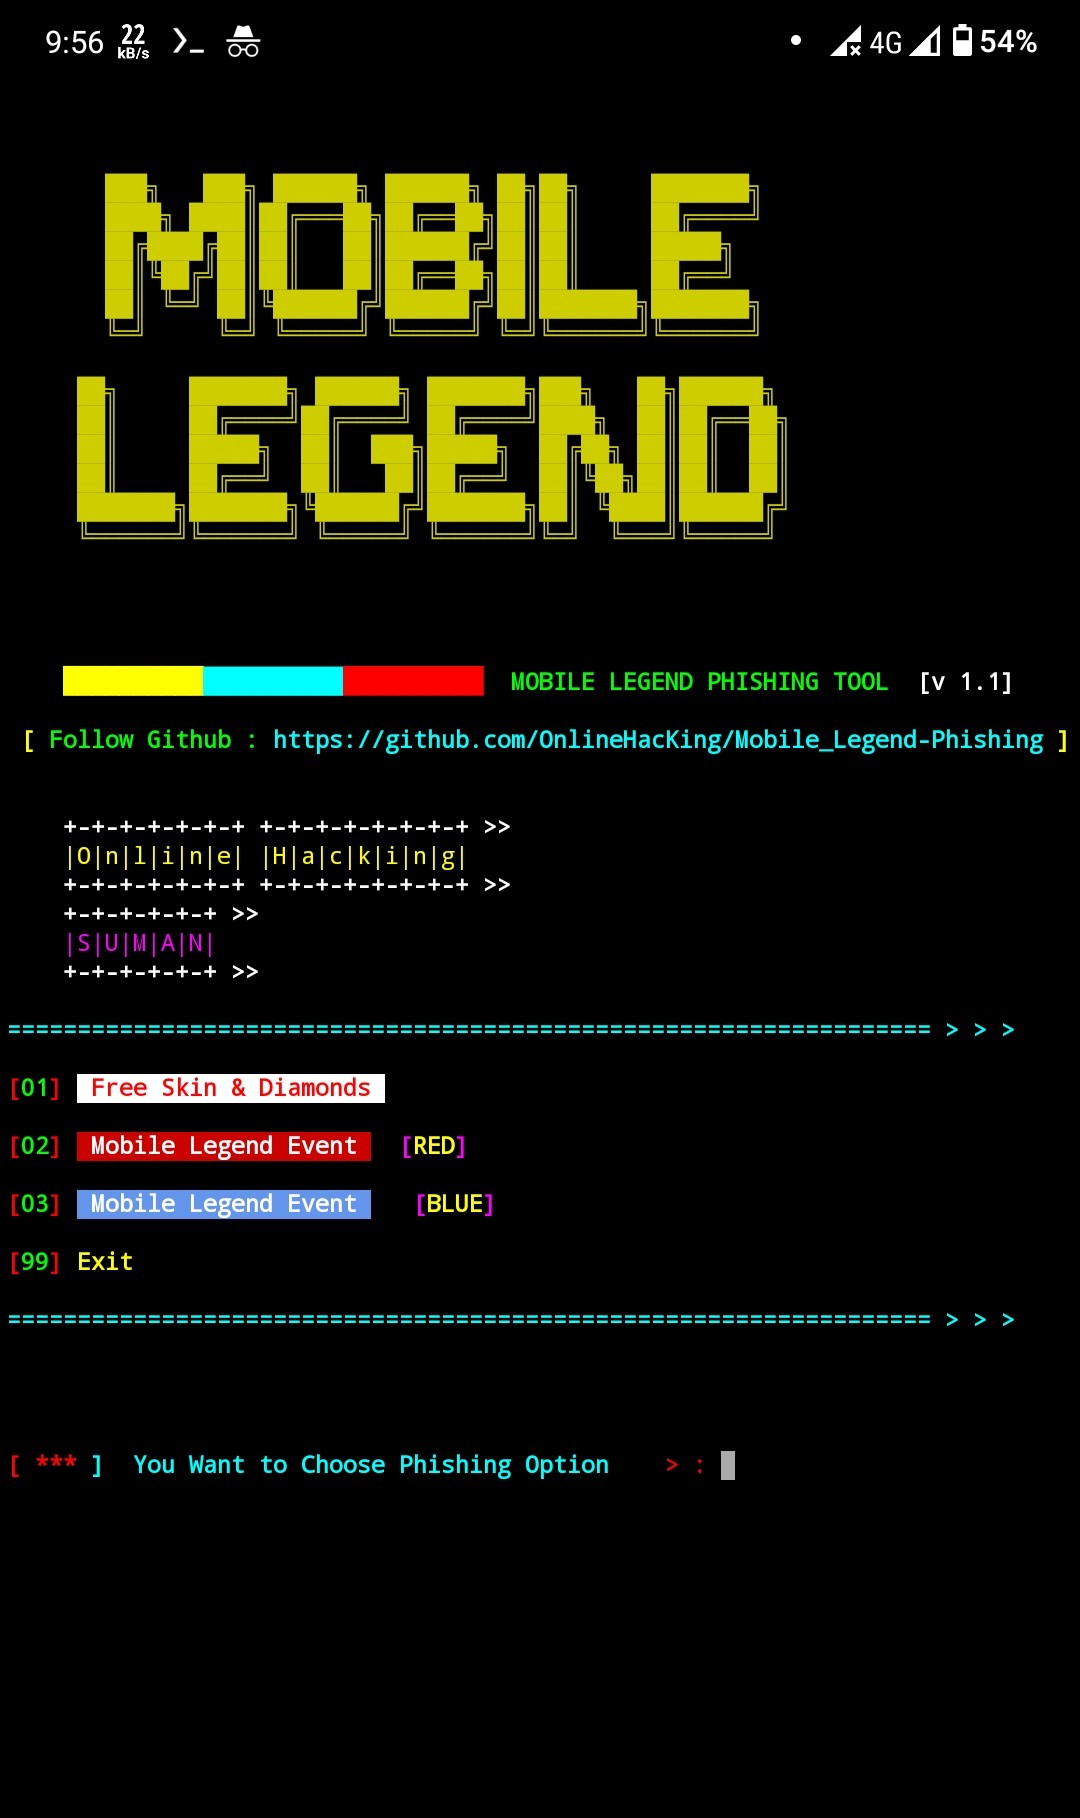 9:56 22 kB/s 4G 54%
MOBILE
LEGEND
MOBILE LEGEND PHISHING TOOL [v 1.1]
[ Follow Github : https://github.com/OnlineHacKing/Mobile_Legend-Phishing ]
+-+-+-+-+-+-+ +-+-+-+-+-+-+-+ >>
|O|n|l|i|n|e| |H|a|c|k|i|n|g|
+-+-+-+-+-+-+ +-+-+-+-+-+-+-+ >>
+-+-+-+-+-+ >>
|S|U|M|A|N|
+-+-+-+-+-+ >>
================================================================== > > >
[01] Free Skin & Diamonds
[02] Mobile Legend Event [RED]
[03] Mobile Legend Event [BLUE]
[99] Exit
================================================================== > > >
[ *** ] You Want to Choose Phishing Option > :